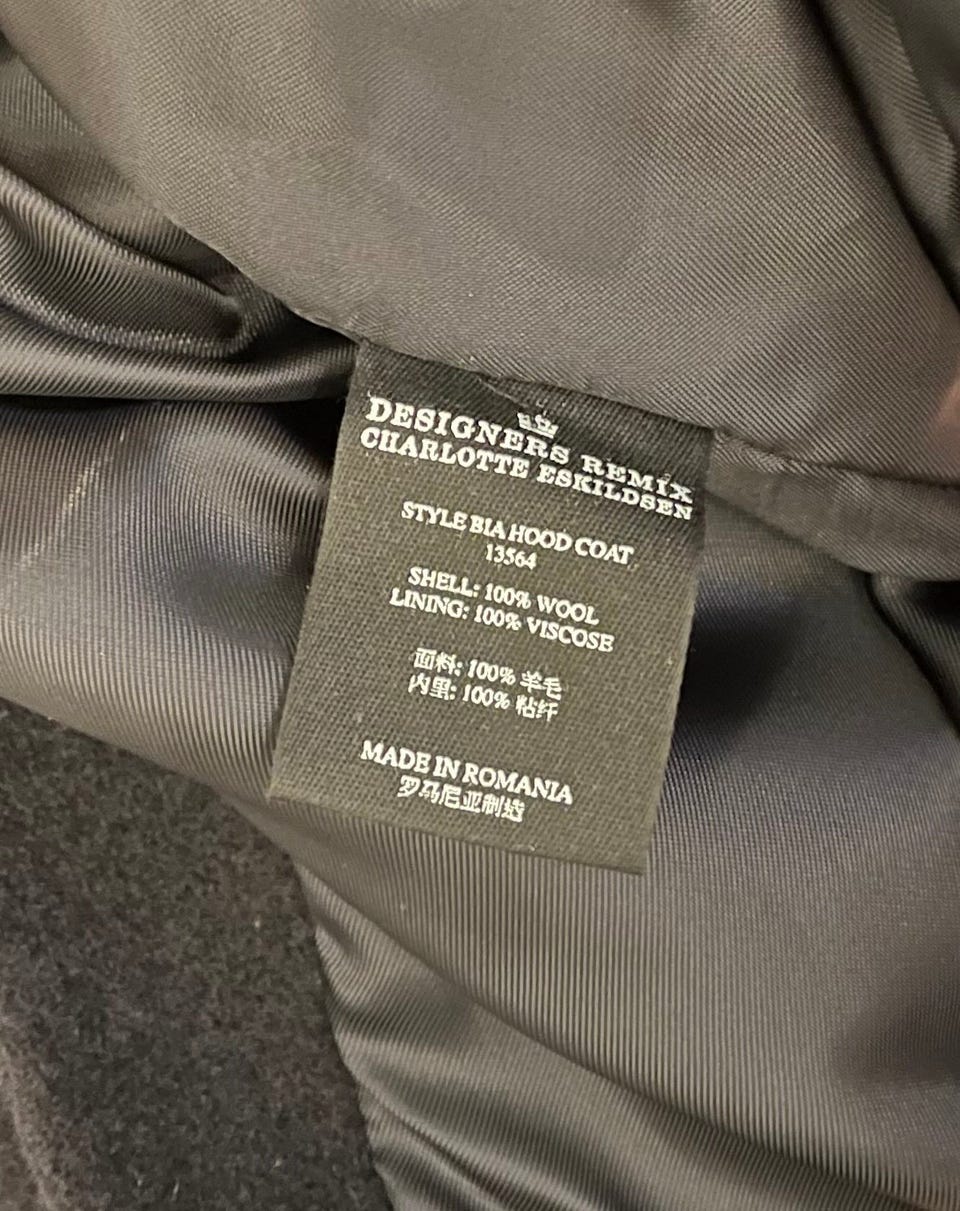 DESIGNERS REMIX
CHARLOTTE ESKILDSEN
STYLE BIA HOOD COAT
13564
SHELL: 100% WOOL
LINING: 100% VISCOSE
面料: 100% 羊毛
内里: 100% 粘纤
MADE IN ROMANIA
罗马尼亚制造